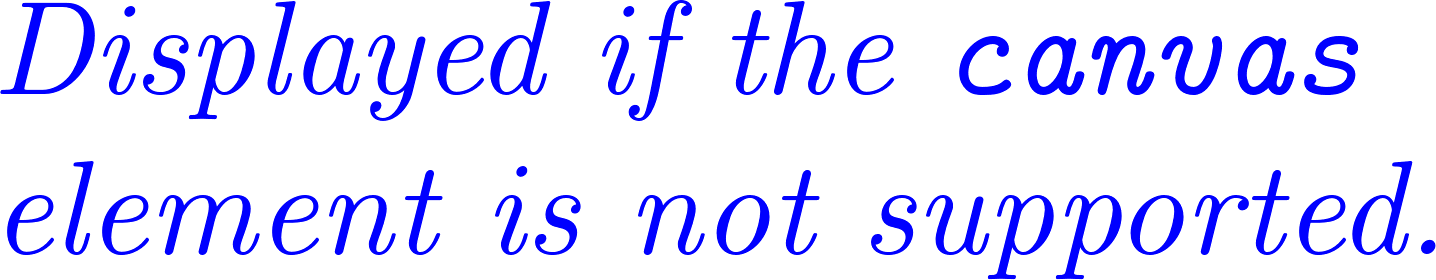 Displayed if the canvas
element is not supported.